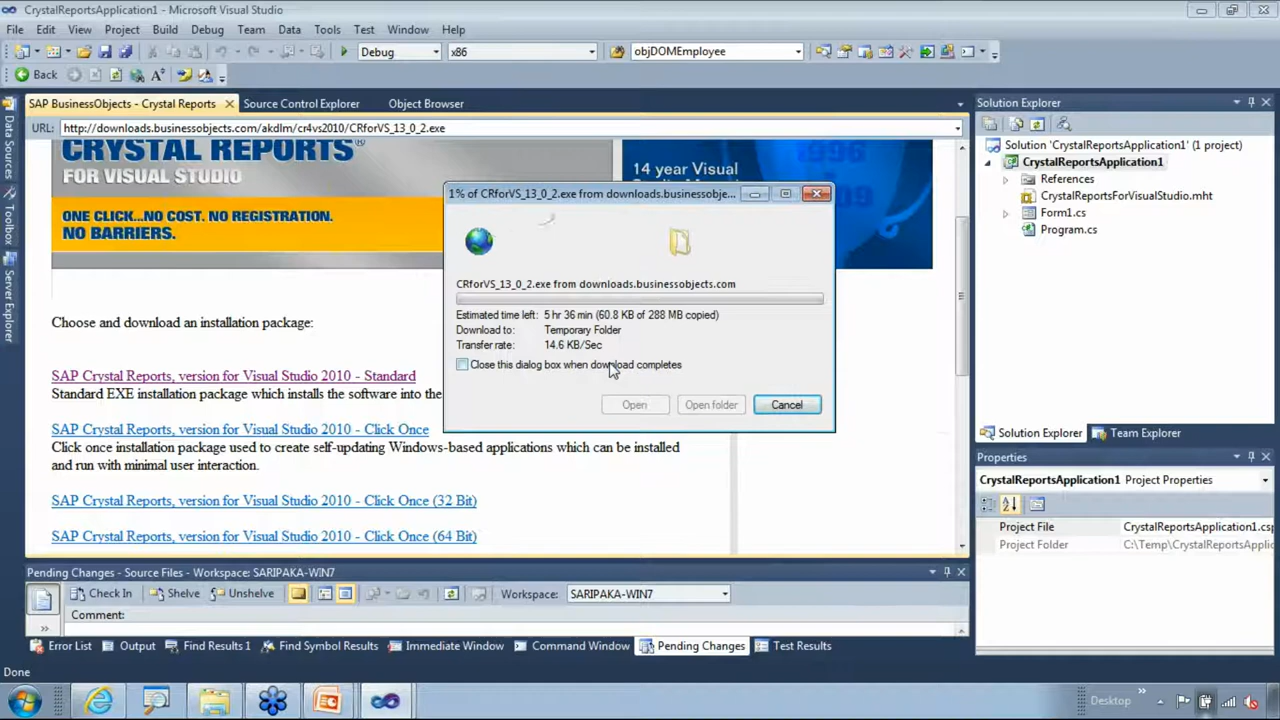 CrystalReportsApplication1 - Microsoft Visual Studio
File Edit View Project Build Debug Team Data Tools Test Window Help
Debug x86 objDOMEmployee
Back
SAP BusinessObjects - Crystal Reports Source Control Explorer Object Browser
URL: http://downloads.businessobjects.com/akdlm/cr4vs2010/CRforVS_13_0_2.exe
Data Sources
Toolbox
Server Explorer
CRYSTAL REPORTS®
FOR VISUAL STUDIO
ONE CLICK...NO COST. NO REGISTRATION.
NO BARRIERS.
14 year Visual
1996
Choose and download an installation package:
SAP Crystal Reports, version for Visual Studio 2010 - Standard
Standard EXE installation package which installs the software into the
SAP Crystal Reports, version for Visual Studio 2010 - Click Once
Click once installation package used to create self-updating Windows-based applications which can be installed
and run with minimal user interaction.
SAP Crystal Reports, version for Visual Studio 2010 - Click Once (32 Bit)
SAP Crystal Reports, version for Visual Studio 2010 - Click Once (64 Bit)
1% of CRforVS_13_0_2.exe from downloads.businessobje...
CRforVS_13_0_2.exe from downloads.businessobjects.com
Estimated time left: 5 hr 36 min (60.8 KB of 288 MB copied)
Download to: Temporary Folder
Transfer rate: 14.6 KB/Sec
Close this dialog box when download completes
Open Open folder Cancel
Solution Explorer
Solution 'CrystalReportsApplication1' (1 project)
CrystalReportsApplication1
References
CrystalReportsForVisualStudio.mht
Form1.cs
Program.cs
Solution Explorer Team Explorer
Properties
CrystalReportsApplication1 Project Properties
Project File CrystalReportsApplication1.csp
Project Folder C:\Temp\CrystalReportsApplic
Pending Changes - Source Files - Workspace: SARIPAKA-WIN7
Check In Shelve Unshelve Workspace: SARIPAKA-WIN7
Comment:
Error List Output Find Results 1 Find Symbol Results Immediate Window Command Window Pending Changes Test Results
Done
Desktop